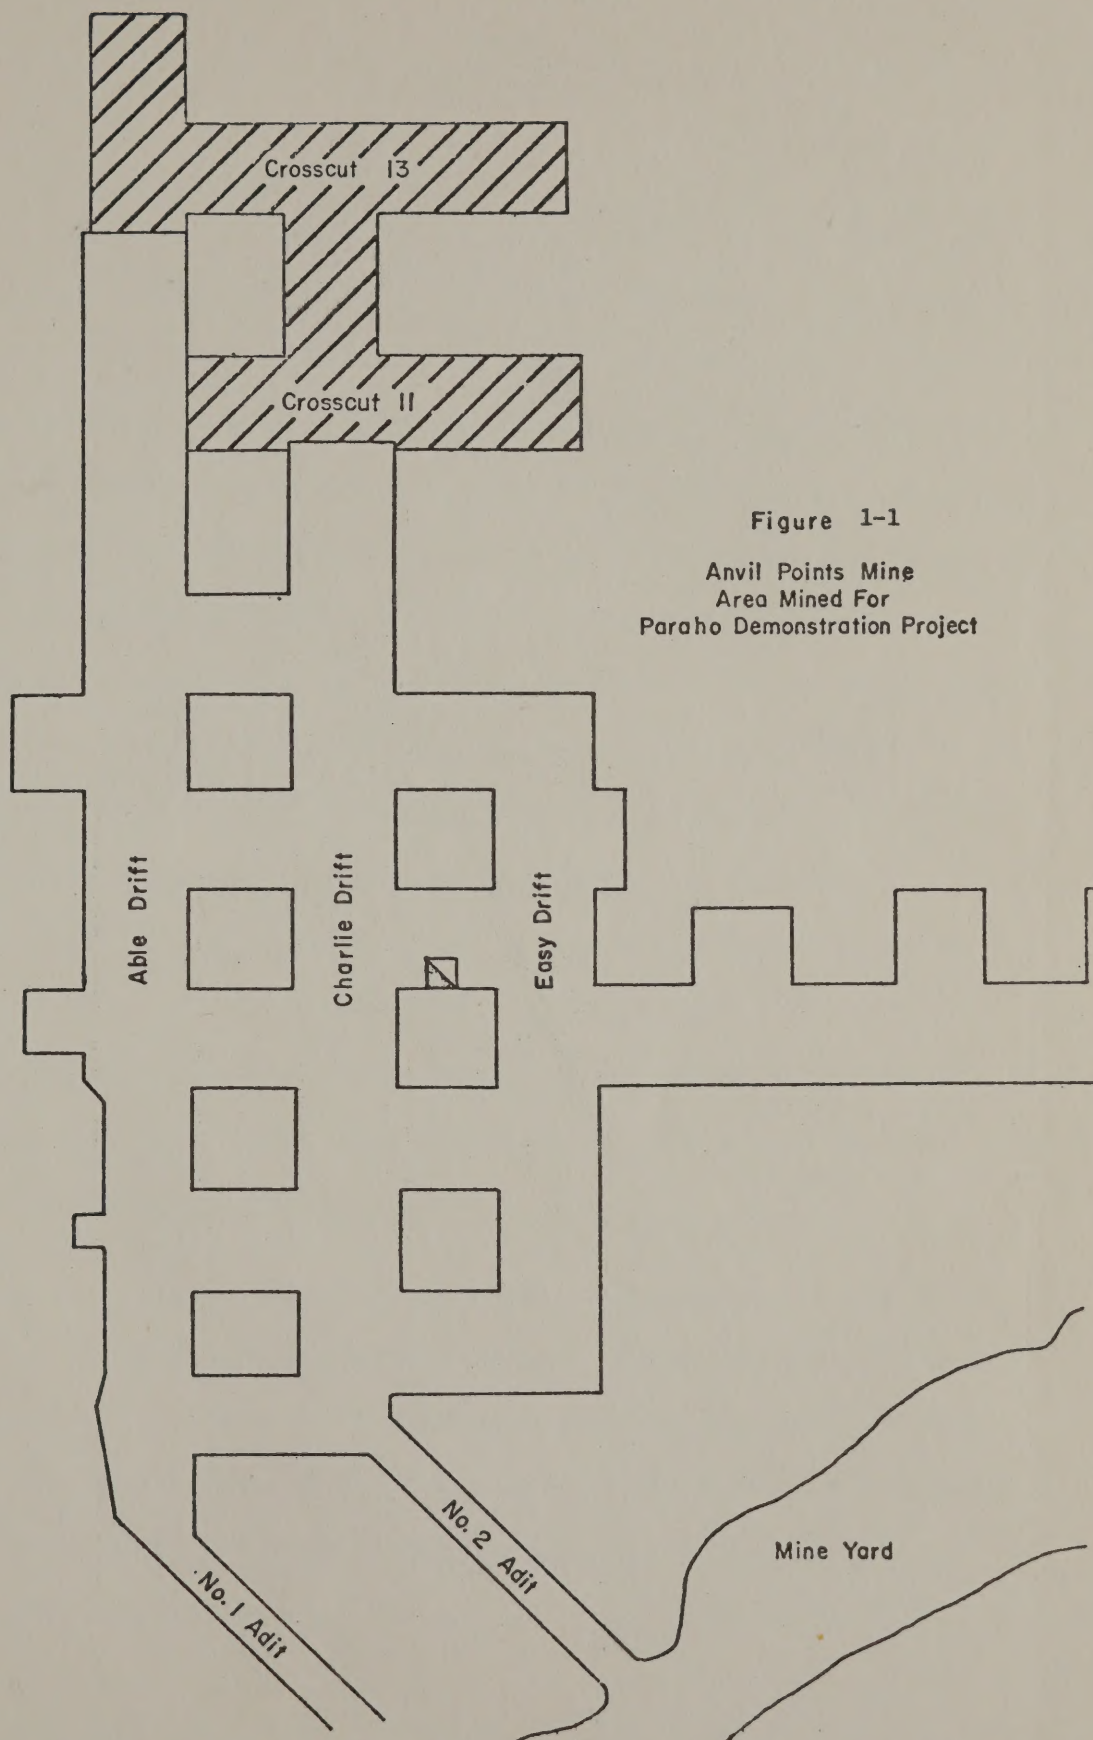 Crosscut 13
Crosscut 11
Figure 1-1
Anvil Points Mine
Area Mined For
Paraho Demonstration Project
Able Drift
Charlie Drift
Easy Drift
No. 2 Adit
Mine Yard
No. 1 Adit